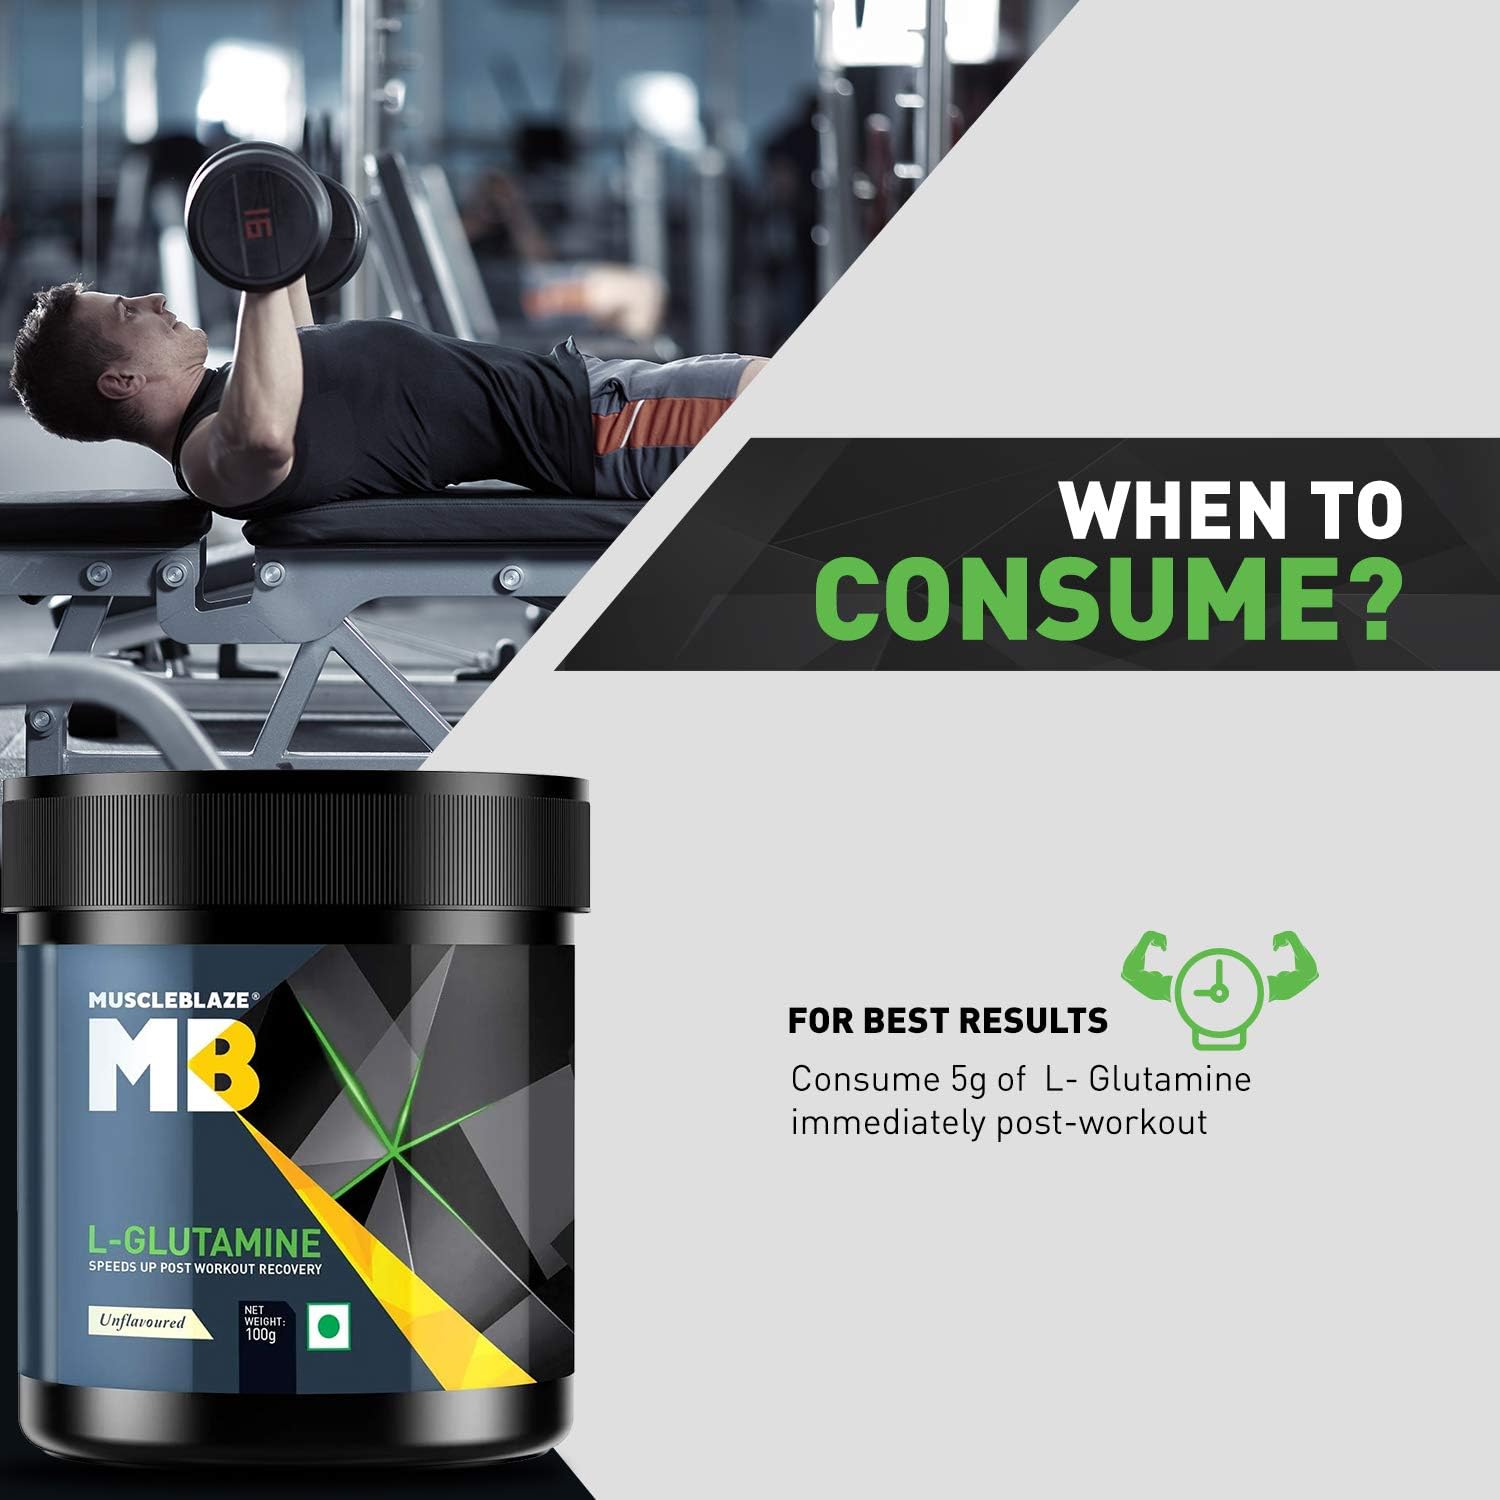 16
WHEN TO
CONSUME?
FOR BEST RESULTS
Consume 5g of L- Glutamine
immediately post-workout
MUSCLEBLAZE®
MB
L-GLUTAMINE
SPEEDS UP POST WORKOUT RECOVERY
Unflavoured
NET
WEIGHT:
100g